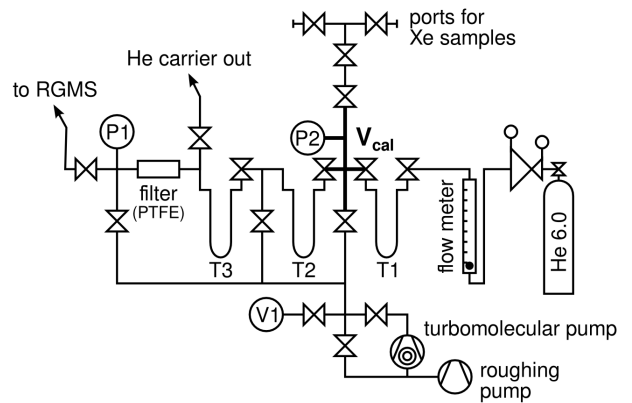 ports for
Xe samples
He carrier out
to RGMS
P1
P2
Vcal
filter
(PTFE)
flow meter
He 6.0
T3
T2
T1
V1
turbomolecular pump
roughing
pump